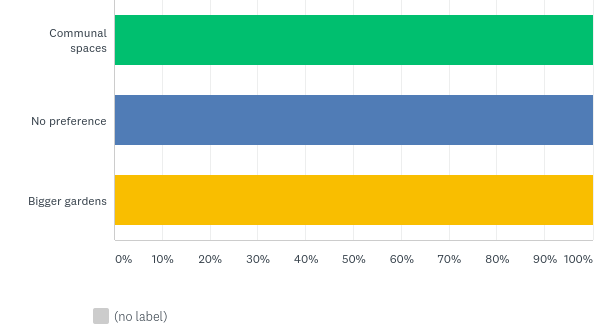 Communal
spaces
No preference
Bigger gardens
0% 10% 20% 30% 40% 50% 60% 70% 80% 90% 100%
(no label)